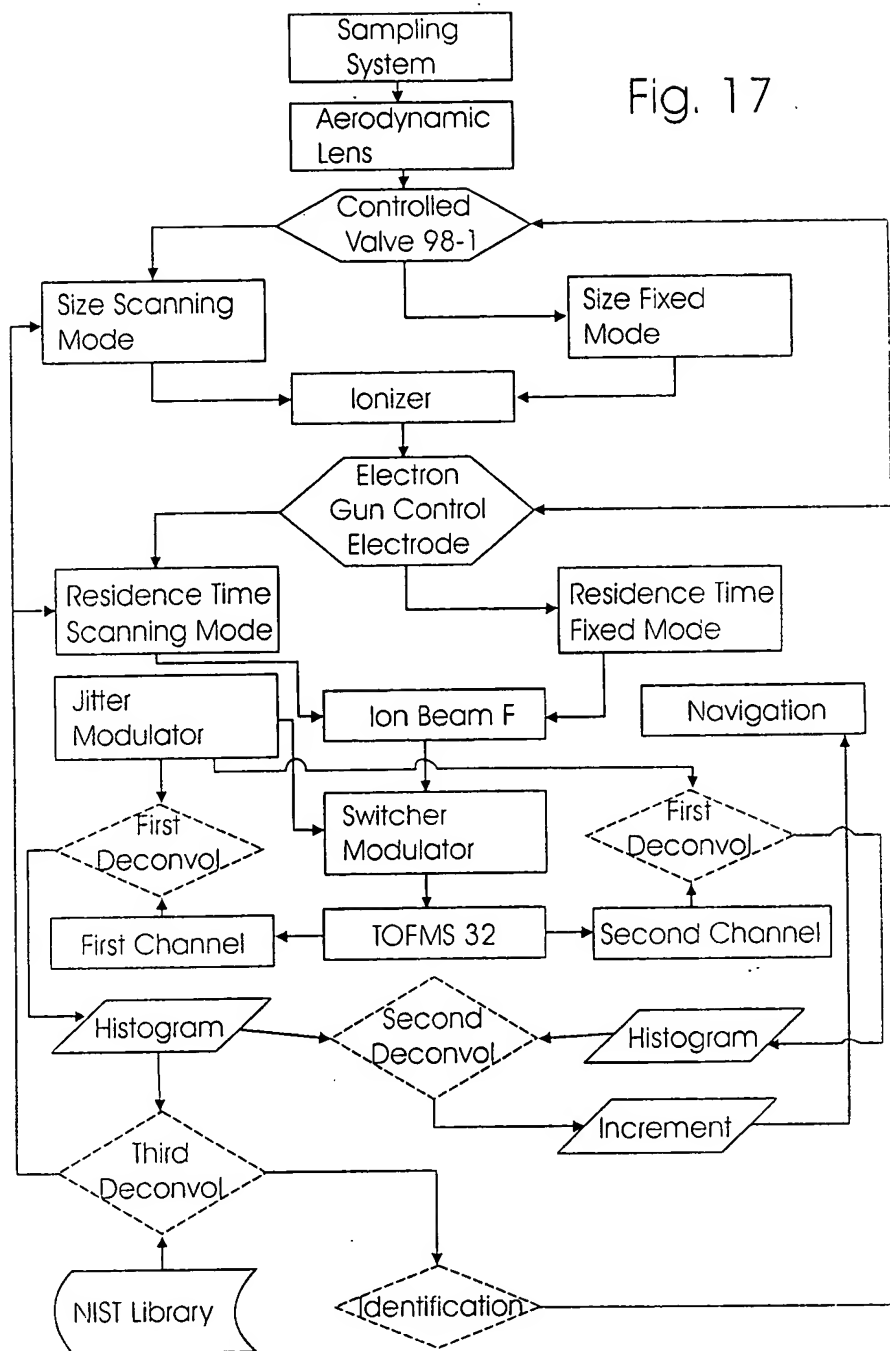 Sampling
System
Fig. 17
Aerodynamic
Lens
Controlled
Valve 98-1
Size Scanning
Mode
Size Fixed
Mode
Ionizer
Electron
Gun Control
Electrode
Residence Time
Scanning Mode
Residence Time
Fixed Mode
Jitter
Modulator
Ion Beam F
Navigation
First
Deconvol
Switcher
Modulator
First
Deconvol
First Channel
TOFMS 32
Second Channel
Histogram
Second
Deconvol
Histogram
Increment
Third
Deconvol
NIST Library
Identification